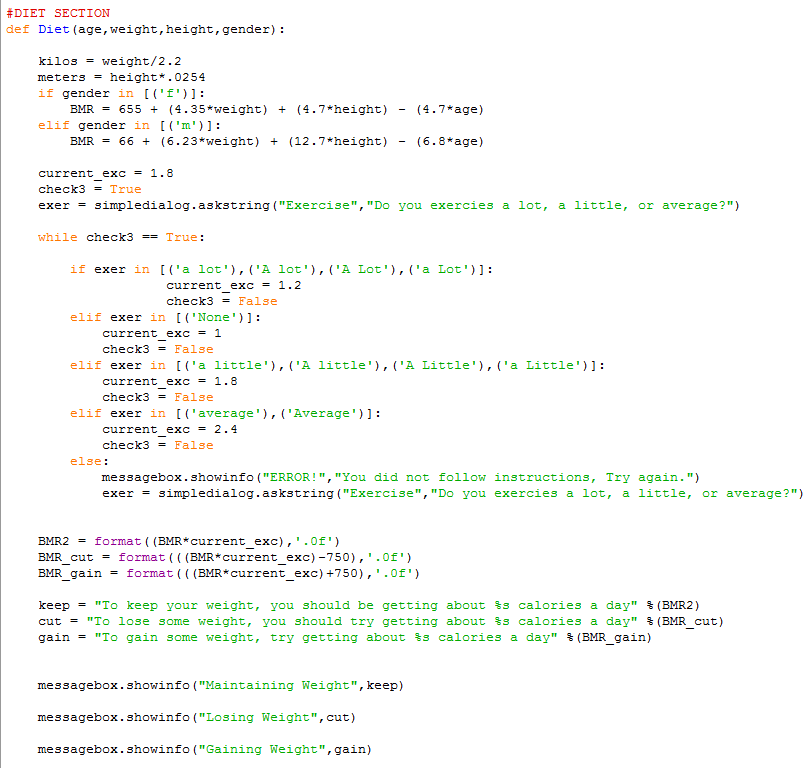 #DIET SECTION
def Diet(age,weight,height,gender):
kilos = weight/2.2
meters = height*.0254
if gender in [('f')]:
BMR = 655 + (4.35*weight) + (4.7*height) - (4.7*age)
elif gender in [('m')]:
BMR = 66 + (6.23*weight) + (12.7*height) - (6.8*age)
current_exc = 1.8
check3 = True
exer = simpledialog.askstring("Exercise","Do you exercies a lot, a little, or average?")
while check3 == True:
if exer in [('a lot'),('A lot'),('A Lot'),('a Lot')]:
current_exc = 1.2
check3 = False
elif exer in [('None')]:
current_exc = 1
check3 = False
elif exer in [('a little'),('A little'),('A Little'),('a Little')]:
current_exc = 1.8
check3 = False
elif exer in [('average'),('Average')]:
current_exc = 2.4
check3 = False
else:
messagebox.showinfo("ERROR!","You did not follow instructions, Try again.")
exer = simpledialog.askstring("Exercise","Do you exercies a lot, a little, or average?")
BMR2 = format((BMR*current_exc),'.0f')
BMR_cut = format(((BMR*current_exc)-750),'.0f')
BMR_gain = format(((BMR*current_exc)+750),'.0f')
keep = "To keep your weight, you should be getting about %s calories a day" %(BMR2)
cut = "To lose some weight, you should try getting about %s calories a day" %(BMR_cut)
gain = "To gain some weight, try getting about %s calories a day" %(BMR_gain)
messagebox.showinfo("Maintaining Weight",keep)
messagebox.showinfo("Losing Weight",cut)
messagebox.showinfo("Gaining Weight",gain)